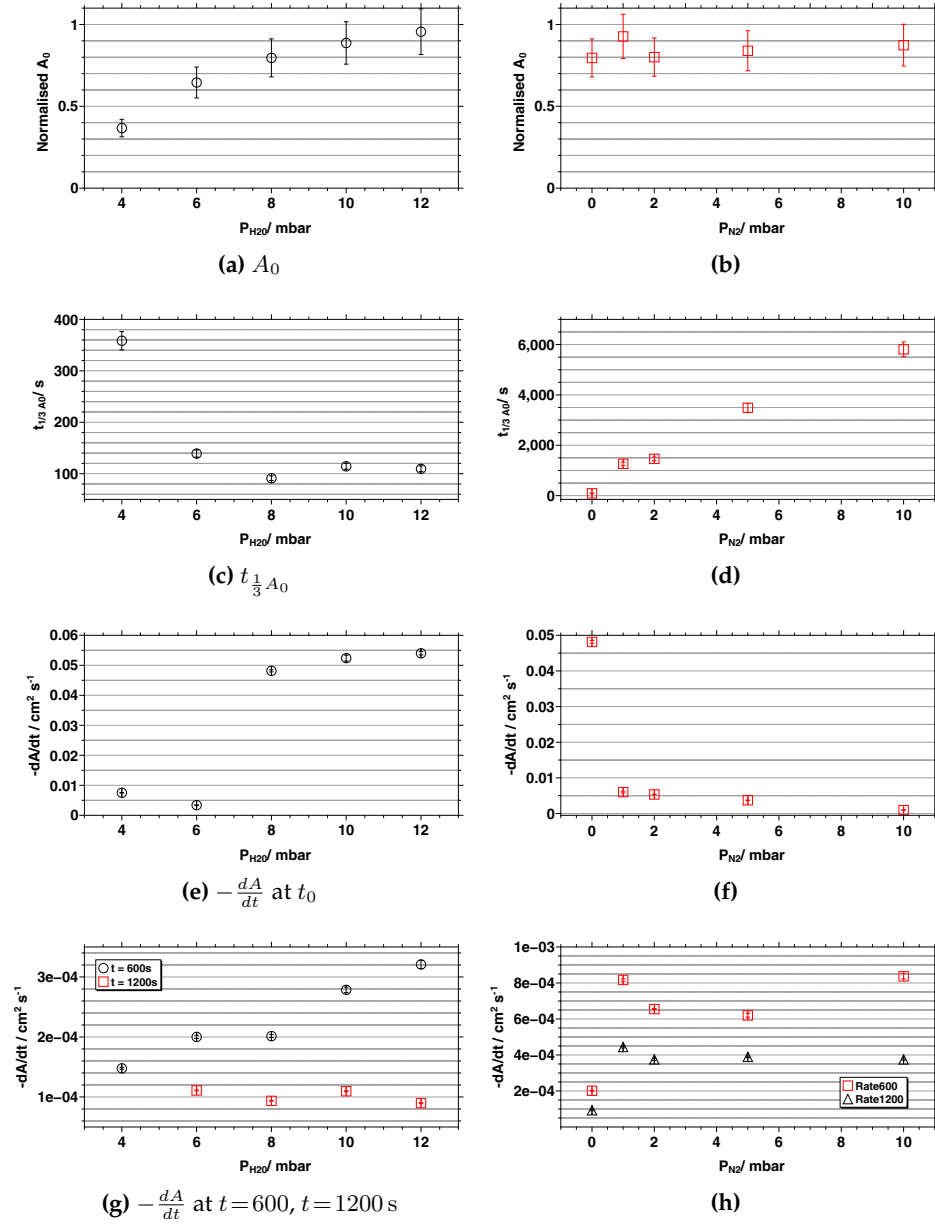 1
0.5
0
Normalised A0
4 6 8 10 12
PH20/ mbar
(a) A0
1
0.5
0
Normalised A0
0 2 4 6 8 10
PN2/ mbar
(b)
400
300
200
100
t1/3 A0/ s
4 6 8 10 12
PH20/ mbar
(c) t1/3 A0
6,000
4,000
2,000
0
t1/3 A0/ s
0 2 4 6 8 10
PN2/ mbar
(d)
0.06
0.05
0.04
0.03
0.02
0.01
0
-dA/dt / cm² s⁻¹
4 6 8 10 12
PH20/ mbar
(e) −dA/dt at t0
0.05
0.04
0.03
0.02
0.01
0
-dA/dt / cm² s⁻¹
0 2 4 6 8 10
PN2/ mbar
(f)
t = 600s
t = 1200s
3e-04
2e-04
1e-04
-dA/dt / cm² s⁻¹
4 6 8 10 12
PH20/ mbar
(g) −dA/dt at t=600, t=1200 s
1e-03
8e-04
6e-04
4e-04
2e-04
-dA/dt / cm² s⁻¹
Rate600
Rate1200
0 2 4 6 8 10
PN2/ mbar
(h)